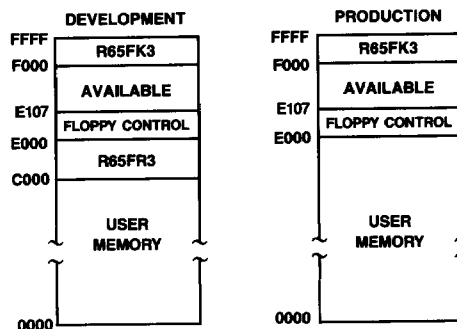 DEVELOPMENT
FFFF
R65FK3
F000
AVAILABLE
E107
FLOPPY CONTROL
E000
R65FR3
C000
USER
MEMORY
0000
PRODUCTION
FFFF
R65FK3
F000
AVAILABLE
E107
FLOPPY CONTROL
E000
USER
MEMORY
0000